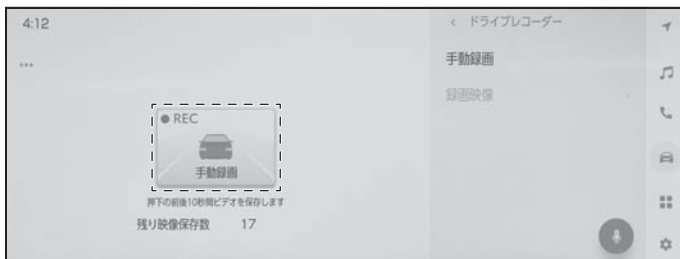 4:12
...
● REC
手動録画
押下の前後10秒間ビデオを保存します
残り映像保存数 17
< ドライブレコーダー
手動録画
録画映像